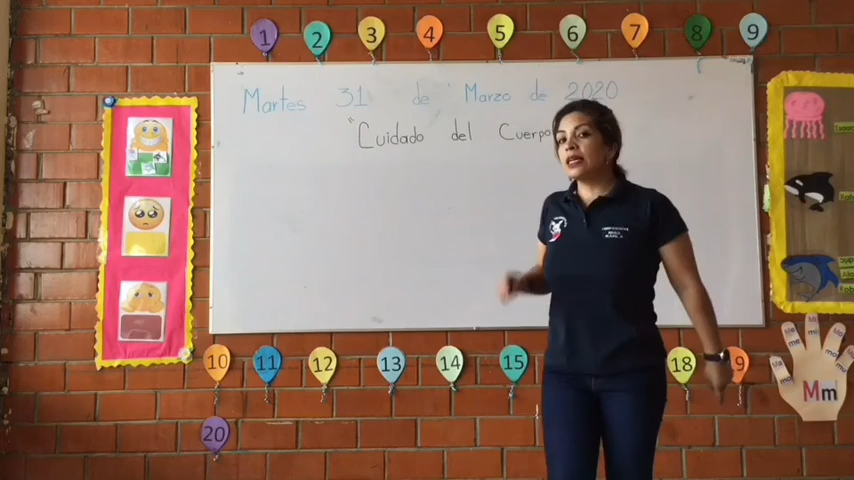 1 2 3 4 5 6 7 8 9
Martes 31 de Marzo de 2020
"Cuidado del Cuerpo
10 11 12 13 14 15 18 9
20
Mm